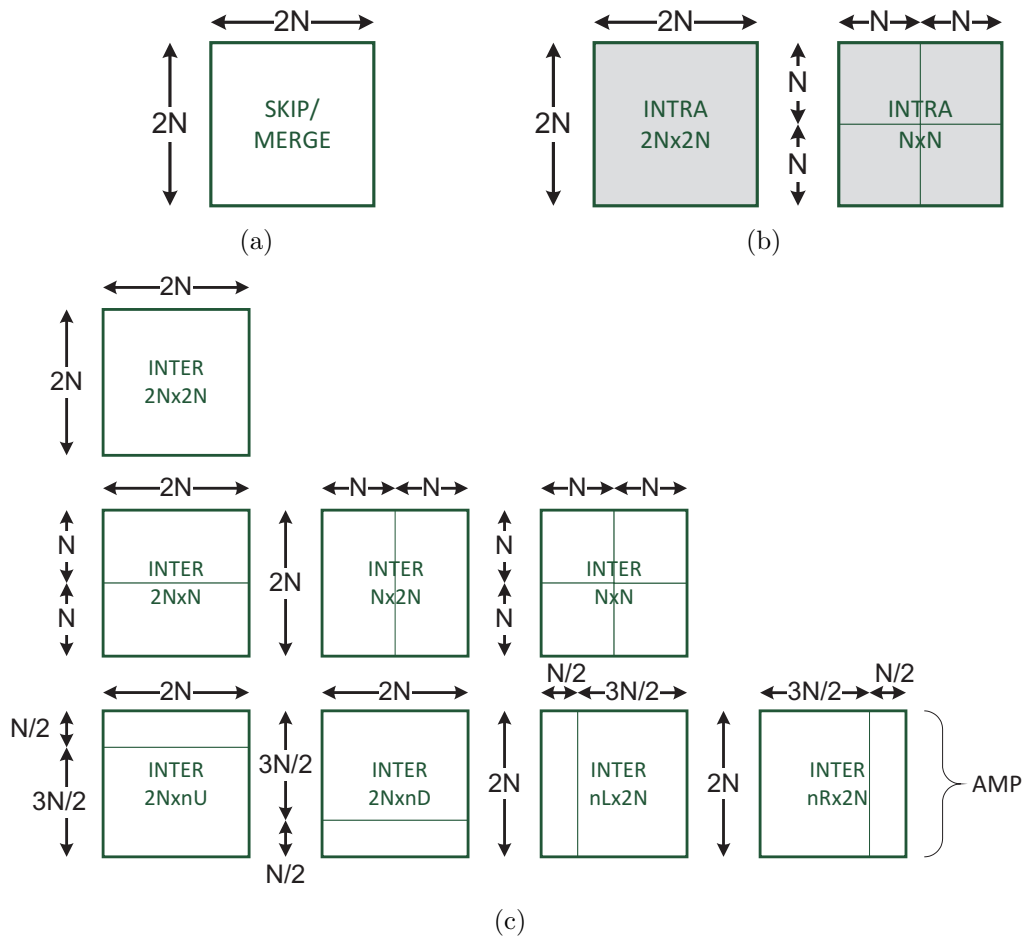 2N
2N
SKIP/
MERGE
(a)
2N
2N
INTRA
2Nx2N
N N
N
N
INTRA
NxN
(b)
2N
2N
INTER
2Nx2N
2N
N
N
INTER
2NxN
N N
2N
INTER
Nx2N
N N
N
N
INTER
NxN
2N
N/2
3N/2
INTER
2NxnU
2N
3N/2
N/2
INTER
2NxnD
N/2
3N/2
2N
INTER
nLx2N
3N/2
N/2
2N
INTER
nRx2N
AMP
(c)